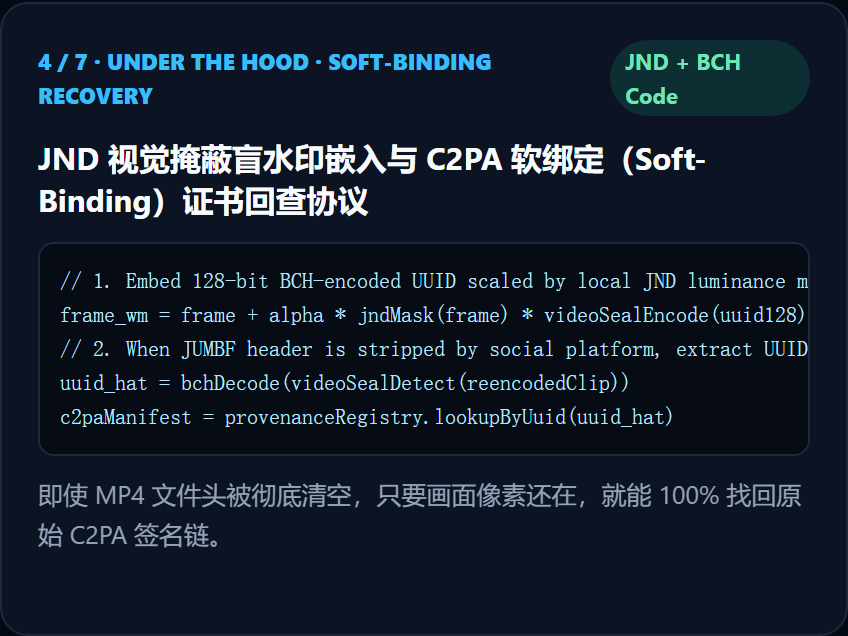 4 / 7 · UNDER THE HOOD · SOFT-BINDING
RECOVERY
JND + BCH
Code
JND 视觉掩蔽盲水印嵌入与 C2PA 软绑定（Soft-
Binding）证书回查协议
// 1. Embed 128-bit BCH-encoded UUID scaled by local JND luminance m
frame_wm = frame + alpha * jndMask(frame) * videoSealEncode(uuid128)
// 2. When JUMBF header is stripped by social platform, extract UUID
uuid_hat = bchDecode(videoSealDetect(reencodedClip))
c2paManifest = provenanceRegistry.lookupByUuid(uuid_hat)
即使 MP4 文件头被彻底清空，只要画面像素还在，就能 100% 找回原
始 C2PA 签名链。